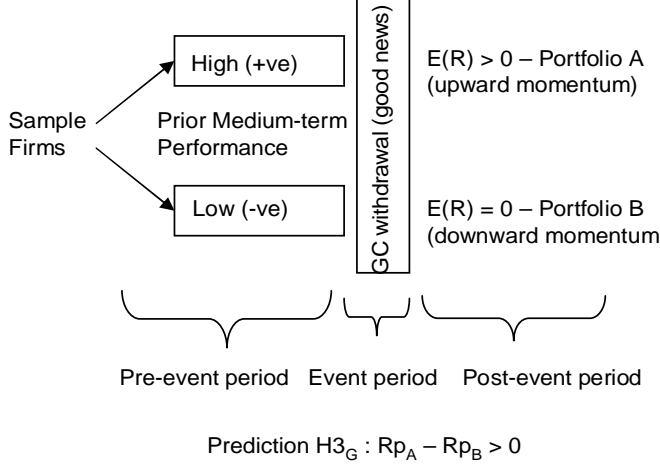 High (+ve)
E(R) > 0 – Portfolio A
(upward momentum)
Sample
Firms
Prior Medium-term
Performance
GC withdrawal (good news)
Low (-ve)
E(R) = 0 – Portfolio B
(downward momentum
Pre-event period
Event period
Post-event period
Prediction H3G : RpA – RpB > 0